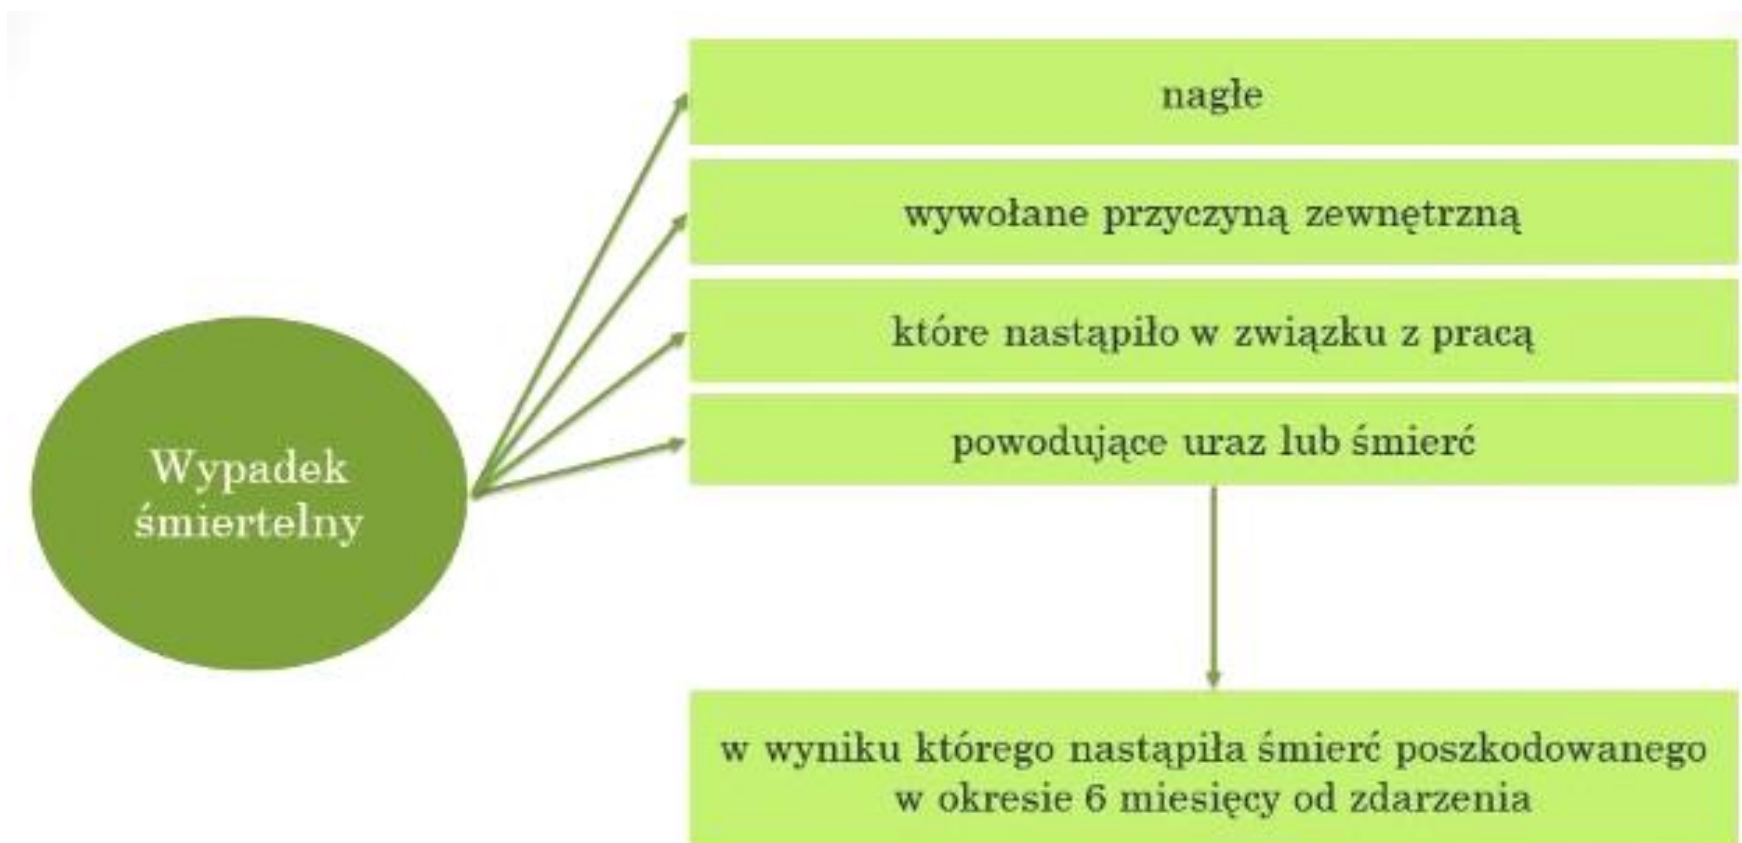 nagłe
wywołane przyczyną zewnętrzną
które nastąpiło w związku z pracą
powodujące uraz lub śmierć
Wypadek
śmiertelny
w wyniku którego nastąpiła śmierć poszkodowanego
w okresie 6 miesięcy od zdarzenia